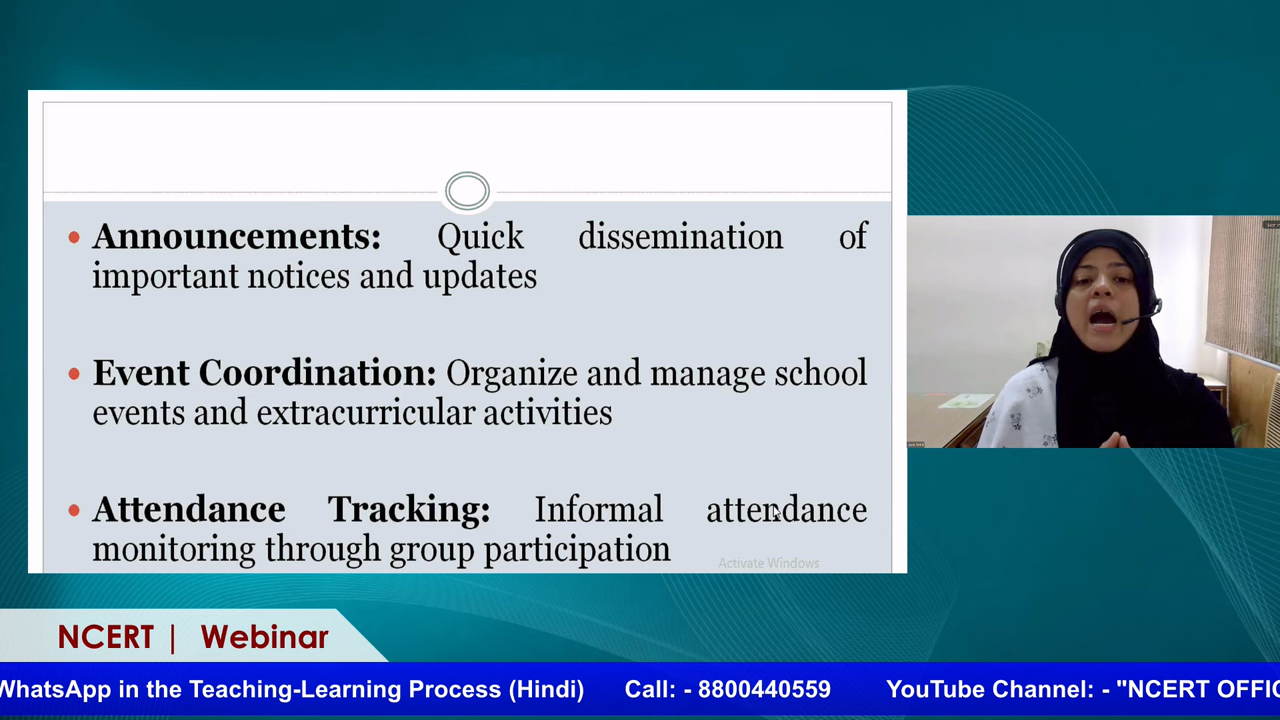 Announcements: Quick dissemination of
important notices and updates
Event Coordination: Organize and manage school
events and extracurricular activities
Attendance Tracking: Informal attendance
monitoring through group participation
Activate Windows
NCERT | Webinar
WhatsApp in the Teaching-Learning Process (Hindi) Call: - 8800440559 YouTube Channel: - "NCERT OFFIC